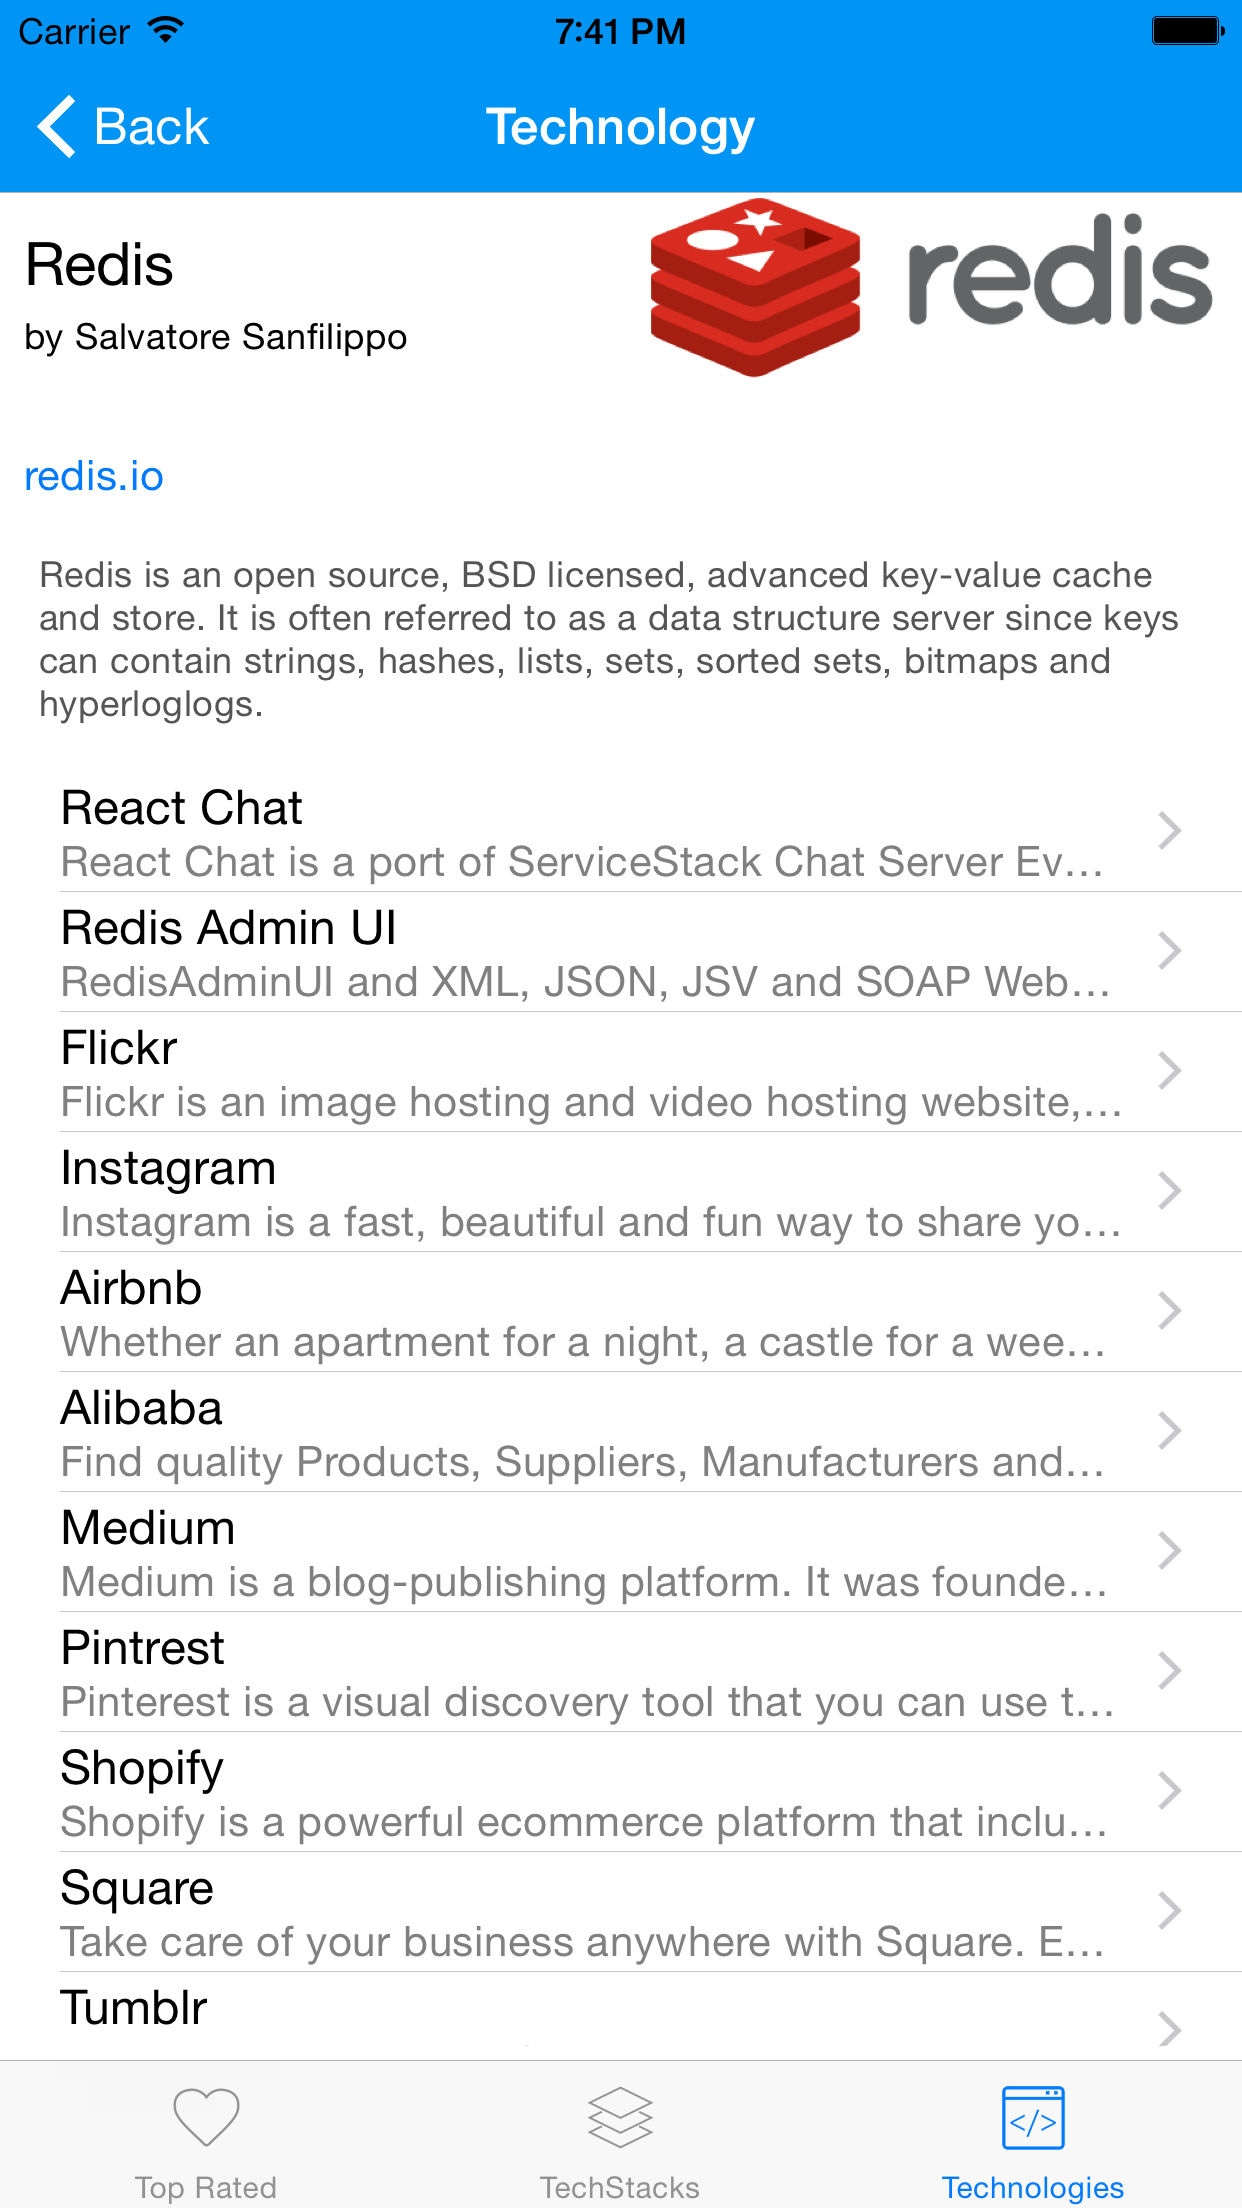 Carrier 7:41 PM
Back Technology
Redis
redis
by Salvatore Sanfilippo
redis.io
Redis is an open source, BSD licensed, advanced key-value cache
and store. It is often referred to as a data structure server since keys
can contain strings, hashes, lists, sets, sorted sets, bitmaps and
hyperloglogs.
React Chat
React Chat is a port of ServiceStack Chat Server Ev...
Redis Admin UI
RedisAdminUI and XML, JSON, JSV and SOAP Web...
Flickr
Flickr is an image hosting and video hosting website,...
Instagram
Instagram is a fast, beautiful and fun way to share yo...
Airbnb
Whether an apartment for a night, a castle for a wee...
Alibaba
Find quality Products, Suppliers, Manufacturers and...
Medium
Medium is a blog-publishing platform. It was founde...
Pintrest
Pinterest is a visual discovery tool that you can use t...
Shopify
Shopify is a powerful ecommerce platform that inclu...
Square
Take care of your business anywhere with Square. E...
Tumblr
Top Rated TechStacks Technologies